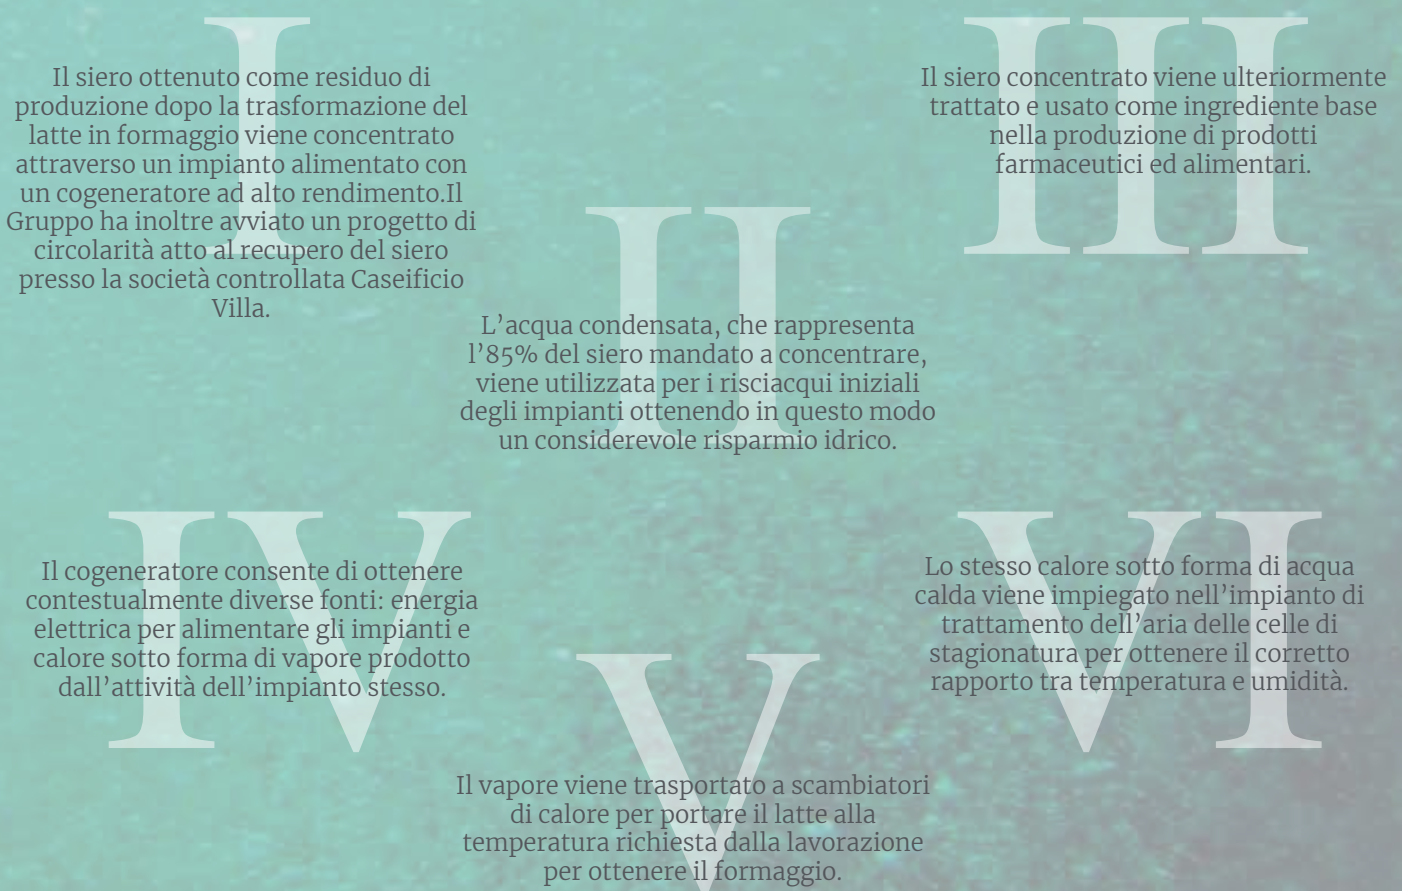 I
Il siero ottenuto come residuo di
produzione dopo la trasformazione del
latte in formaggio viene concentrato
attraverso un impianto alimentato con
un cogeneratore ad alto rendimento.Il
Gruppo ha inoltre avviato un progetto di
circolarità atto al recupero del siero
presso la società controllata Caseificio
Villa.
II
L’acqua condensata, che rappresenta
l’85% del siero mandato a concentrare,
viene utilizzata per i risciacqui iniziali
degli impianti ottenendo in questo modo
un considerevole risparmio idrico.
III
Il siero concentrato viene ulteriormente
trattato e usato come ingrediente base
nella produzione di prodotti
farmaceutici ed alimentari.
IV
Il cogeneratore consente di ottenere
contestualmente diverse fonti: energia
elettrica per alimentare gli impianti e
calore sotto forma di vapore prodotto
dall’attività dell’impianto stesso.
V
Il vapore viene trasportato a scambiatori
di calore per portare il latte alla
temperatura richiesta dalla lavorazione
per ottenere il formaggio.
VI
Lo stesso calore sotto forma di acqua
calda viene impiegato nell’impianto di
trattamento dell’aria delle celle di
stagionatura per ottenere il corretto
rapporto tra temperatura e umidità.